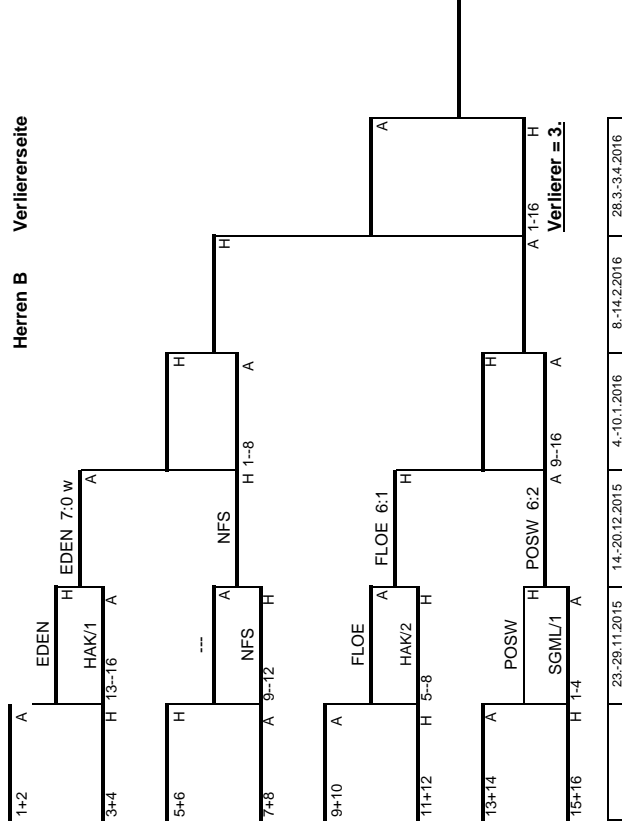 Herren B Verliererseite
1+2
A
EDEN
H
HAK/1
13--16
A
EDEN 7:0 w
A
3+4
H
5+6
H
---
A
NFS
9--12
H
NFS
H 1--8
7+8
A
H
A
H
9+10
A
FLOE
A
HAK/2
5--8
H
FLOE 6:1
H
11+12
H
13+14
A
POSW
H
SGML/1
1-4
A
POSW 6:2
A 9--16
15+16
H
H
A
A 1-16
A
H
Verlierer = 3.
23.-29.11.2015
14.-20.12.2015
4.-10.1.2016
8.-14.2.2016
28.3.-3.4.2016